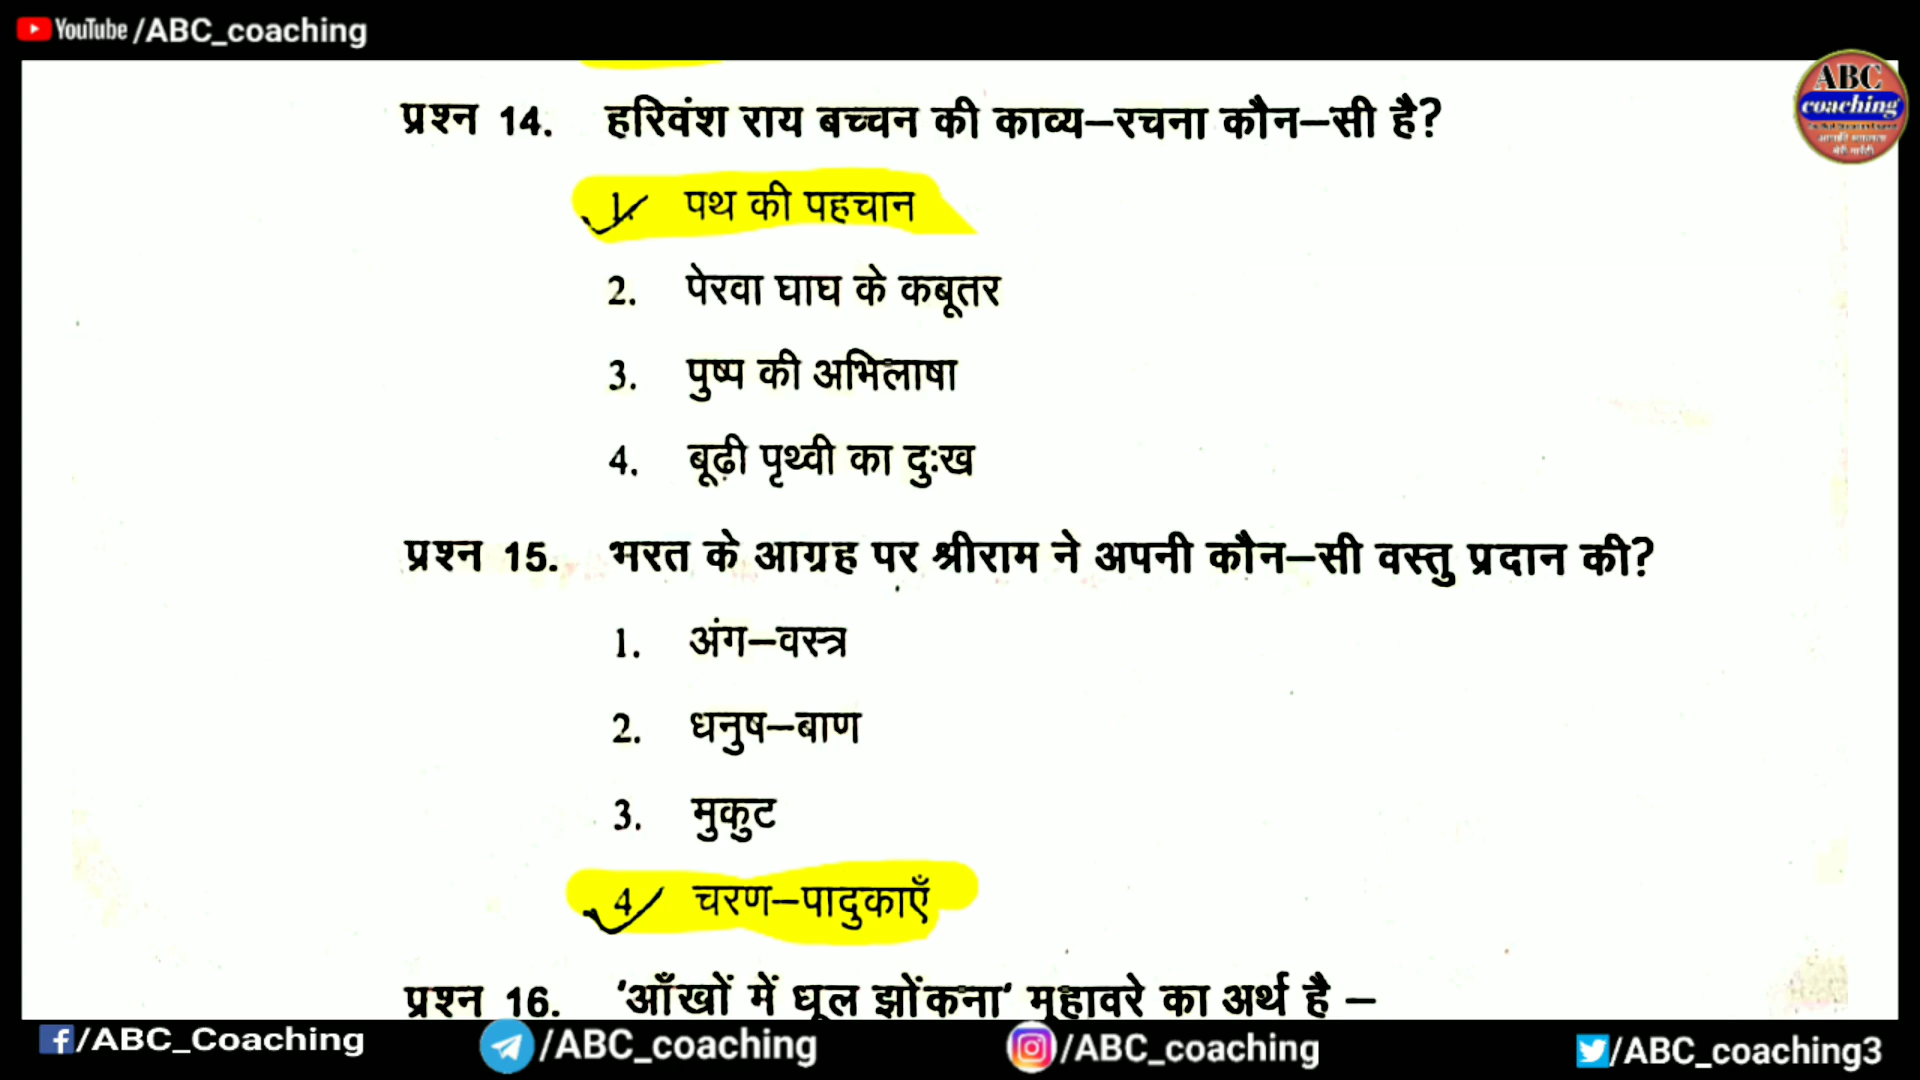 YouTube /ABC_coaching
ABC
coaching
प्रश्न 14. हरिवंश राय बच्चन की काव्य–रचना कौन–सी है?
1. पथ की पहचान
2. पेरवा घाघ के कबूतर
3. पुष्प की अभिलाषा
4. बूढ़ी पृथ्वी का दुःख
प्रश्न 15. भरत के आग्रह पर श्रीराम ने अपनी कौन–सी वस्तु प्रदान की?
1. अंग–वस्त्र
2. धनुष–बाण
3. मुकुट
4 चरण–पादुकाएँ
प्रश्न 16. 'आँखों में धूल झोंकना' मुहावरे का अर्थ है –
/ABC_Coaching /ABC_coaching /ABC_coaching /ABC_coaching3